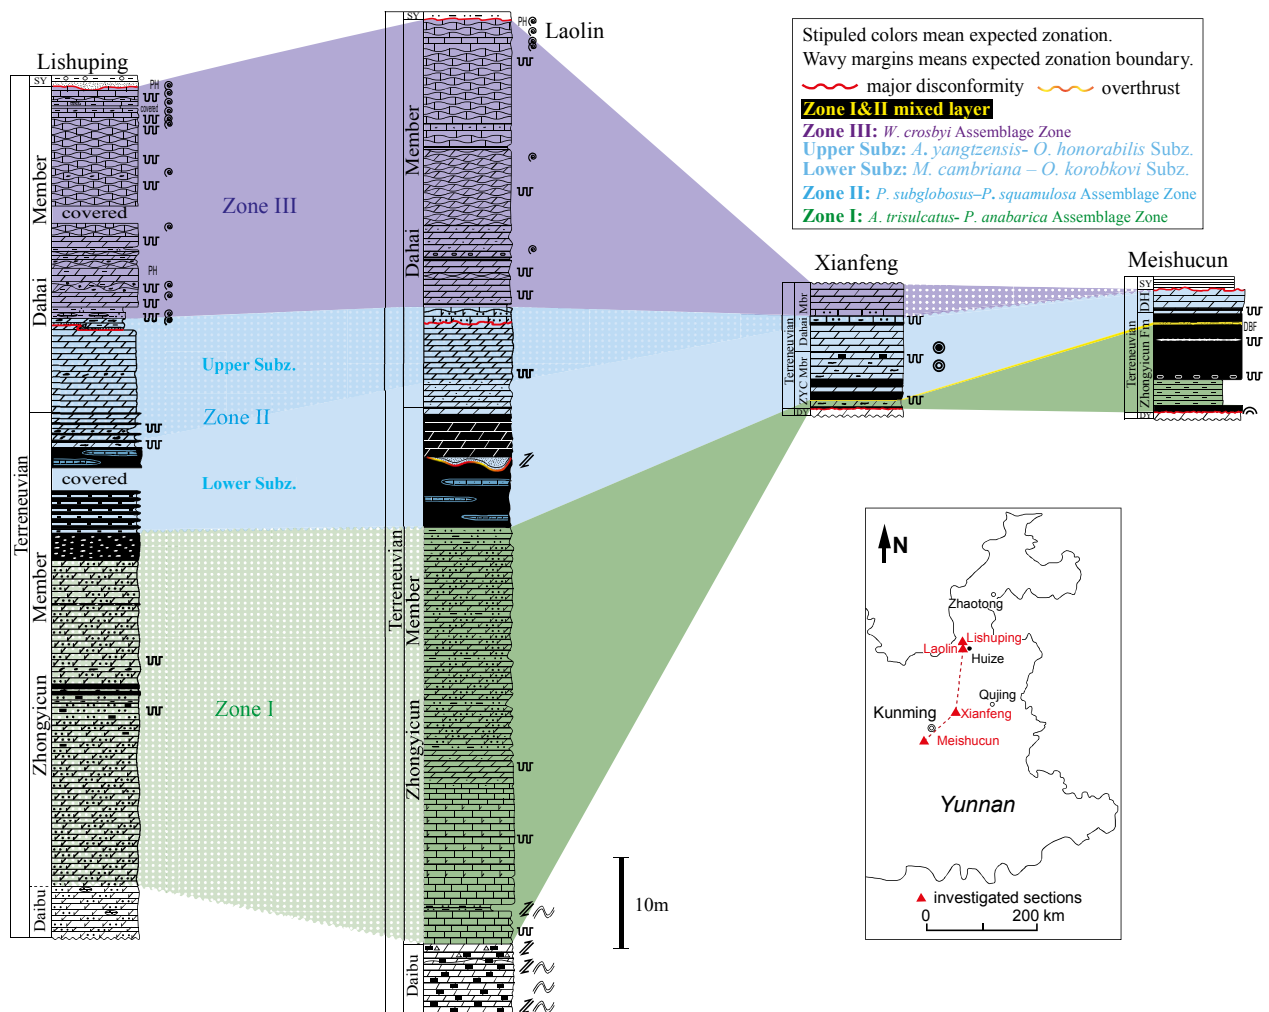 SY
PH
Laolin
Lishuping
SY
PH
covered
Member
covered
PH
Dahai
Terreneuvian
Member
Zhongyicun
Daibu
covered
Zone III
Upper Subz.
Zone II
Lower Subz.
Zone I
Member
Dahai
Terreneuvian
Member
Zhongyicun
Daibu
10m
Stipuled colors mean expected zonation.
Wavy margins means expected zonation boundary.
major disconformity
overthrust
Zone I&II mixed layer
Zone III: W. crosbyi Assemblage Zone
Upper Subz: A. yangtzensis- O. honorabilis Subz.
Lower Subz: M. cambriana – O. korobkovi Subz.
Zone II: P. subglobosus–P. squamulosa Assemblage Zone
Zone I: A. trisulcatus- P. anabarica Assemblage Zone
Xianfeng
Terreneuvian
Dahai Mbr
ZYC Mbr
DY
Meishucun
SY
DH
DBF
Terreneuvian
Zhongyicun Fm
DY
N
Zhaotong
Lishuping
Laolin
Huize
Qujing
Kunming
Xianfeng
Meishucun
Yunnan
investigated sections
0 200 km